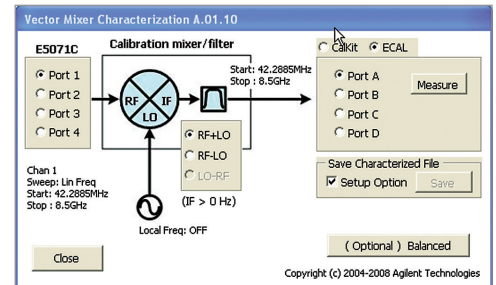 Vector Mixer Characterization A.01.10
E5071C
Calibration mixer/filter
CalKit
ECAL
Port 1
Port 2
Port 3
Port 4
RF
IF
LO
Start: 42.2885MHz
Stop : 8.5GHz
Port A
Port B
Port C
Port D
Measure
RF+LO
RF-LO
LO-RF
(IF > 0 Hz)
Chan 1
Sweep: Lin Freq
Start: 42.2885MHz
Stop : 8.5GHz
Save Characterized File
Setup Option
Save
Local Freq: OFF
Close
( Optional ) Balanced
Copyright (c) 2004-2008 Agilent Technologies